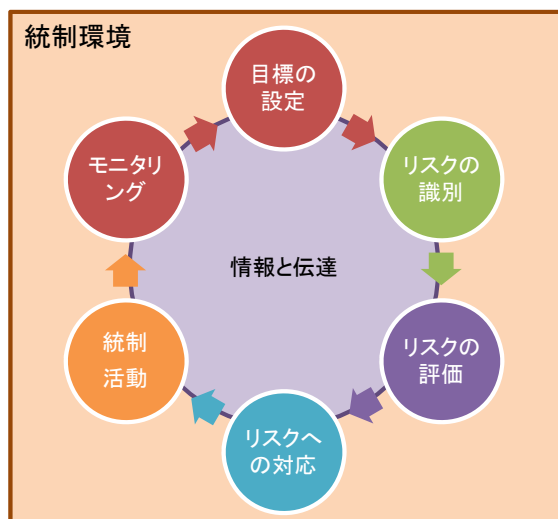 統制環境
目標の
設定
リスクの
識別
リスクの
評価
リスクへ
の対応
統制
活動
モニタリ
ング
情報と伝達